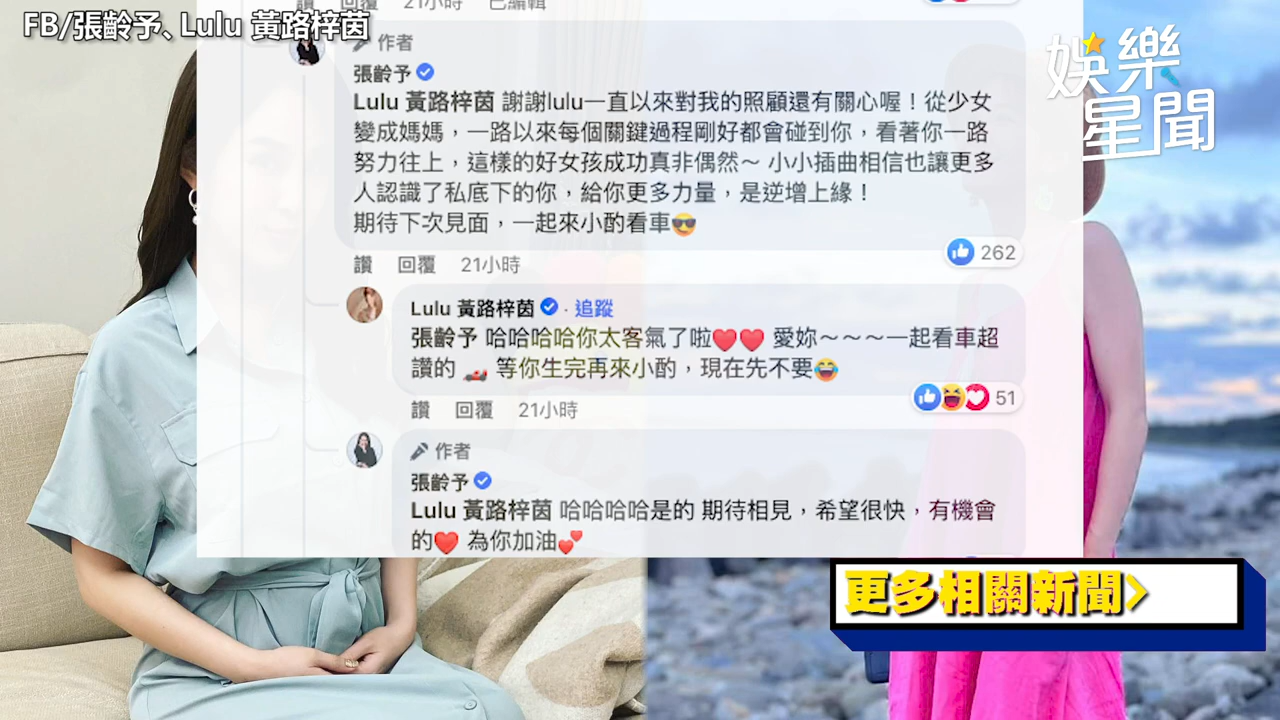 FB/張齡予、Lulu 黃路梓茵
讚 回覆 21小時 已編輯
娛樂
星聞
作者
張齡予
Lulu 黃路梓茵 謝謝lulu一直以來對我的照顧還有關心喔！從少女
變成媽媽，一路以來每個關鍵過程剛好都會碰到你，看著你一路
努力往上，這樣的好女孩成功真非偶然～ 小小插曲相信也讓更多
人認識了私底下的你，給你更多力量，是逆增上緣！
期待下次見面，一起來小酌看車😎
262
讚 回覆 21小時
Lulu 黃路梓茵 · 追蹤
張齡予 哈哈哈哈你太客氣了啦❤️❤️ 愛妳～～～一起看車超
讚的 🏎️ 等你生完再來小酌，現在先不要😂
51
讚 回覆 21小時
作者
張齡予
Lulu 黃路梓茵 哈哈哈哈是的 期待相見，希望很快，有機會
的❤️ 為你加油💕
更多相關新聞>